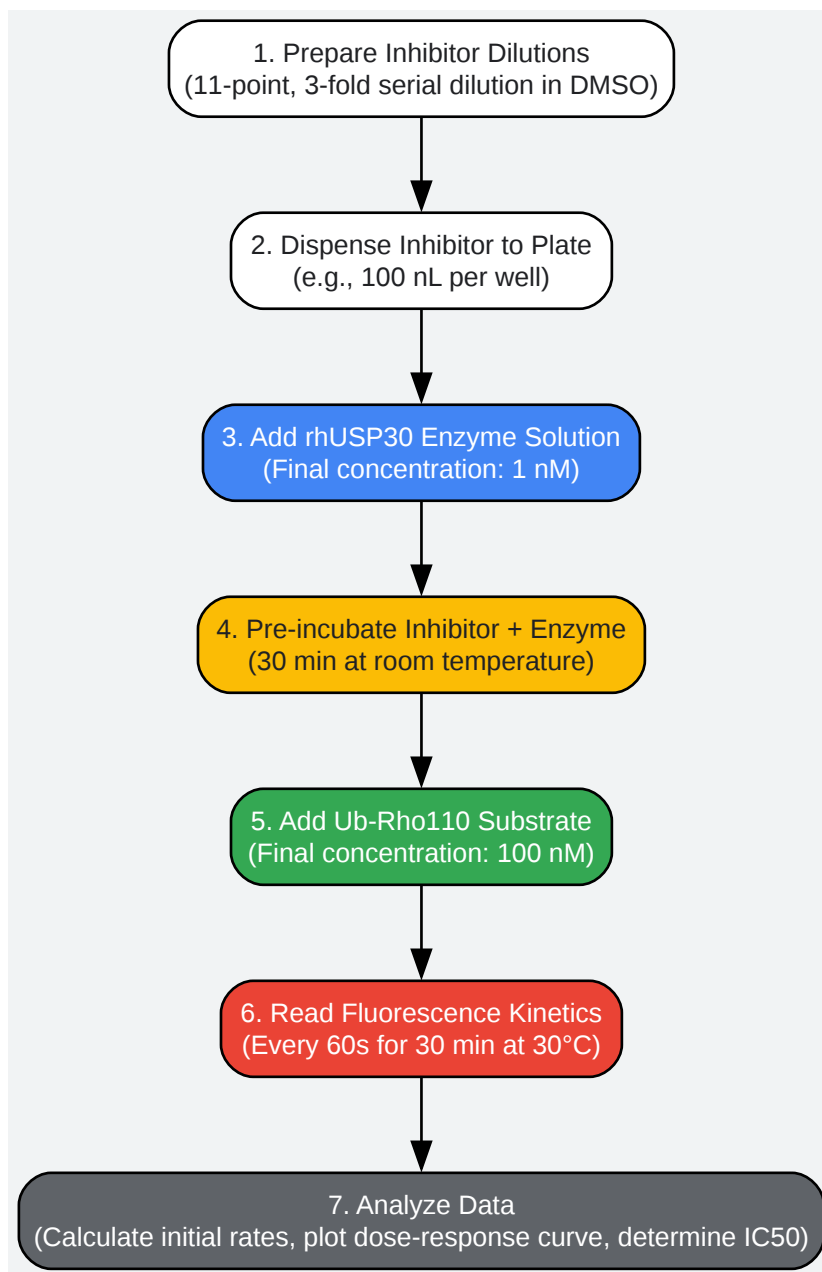 1. Prepare Inhibitor Dilutions
(11-point, 3-fold serial dilution in DMSO)
2. Dispense Inhibitor to Plate
(e.g., 100 nL per well)
3. Add rhUSP30 Enzyme Solution
(Final concentration: 1 nM)
4. Pre-incubate Inhibitor + Enzyme
(30 min at room temperature)
5. Add Ub-Rho110 Substrate
(Final concentration: 100 nM)
6. Read Fluorescence Kinetics
(Every 60s for 30 min at 30°C)
7. Analyze Data
(Calculate initial rates, plot dose-response curve, determine IC50)